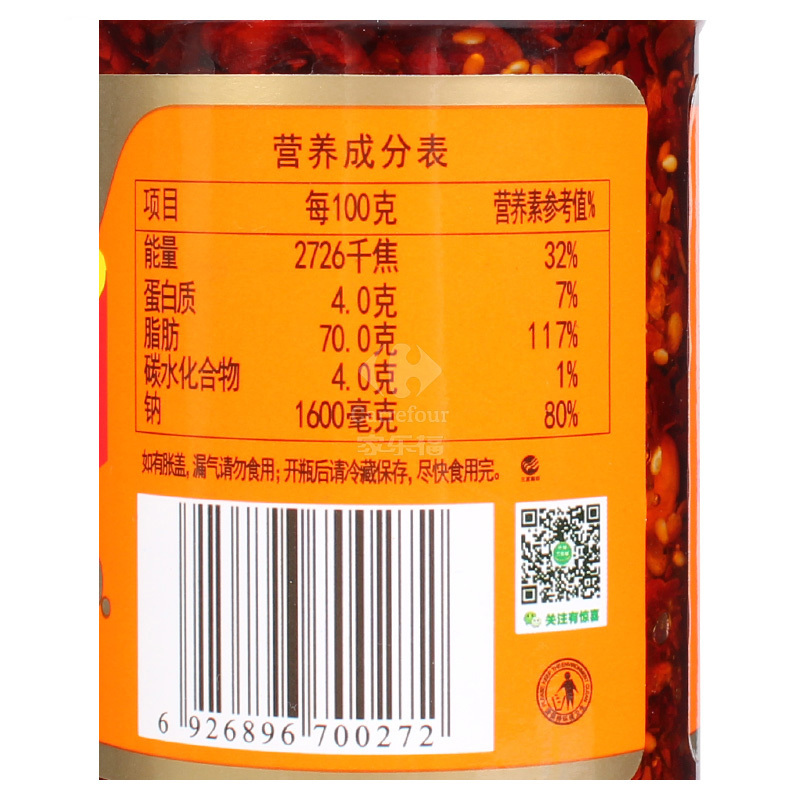 营养成分表
项目 每100克 营养素参考值%
能量 2726千焦 32%
蛋白质 4.0克 7%
脂肪 70.0克 117%
碳水化合物 4.0克 1%
钠 1600毫克 80%
Carrefour
家乐福
如有胀盖，漏气请勿食用；开瓶后请冷藏保存，尽快食用完。
关注有惊喜
6 926896 700272